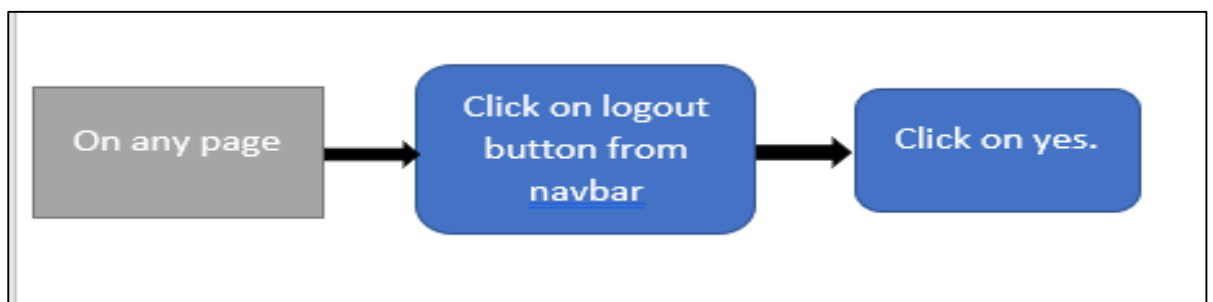 On any page
Click on logout
button from
navbar
Click on yes.